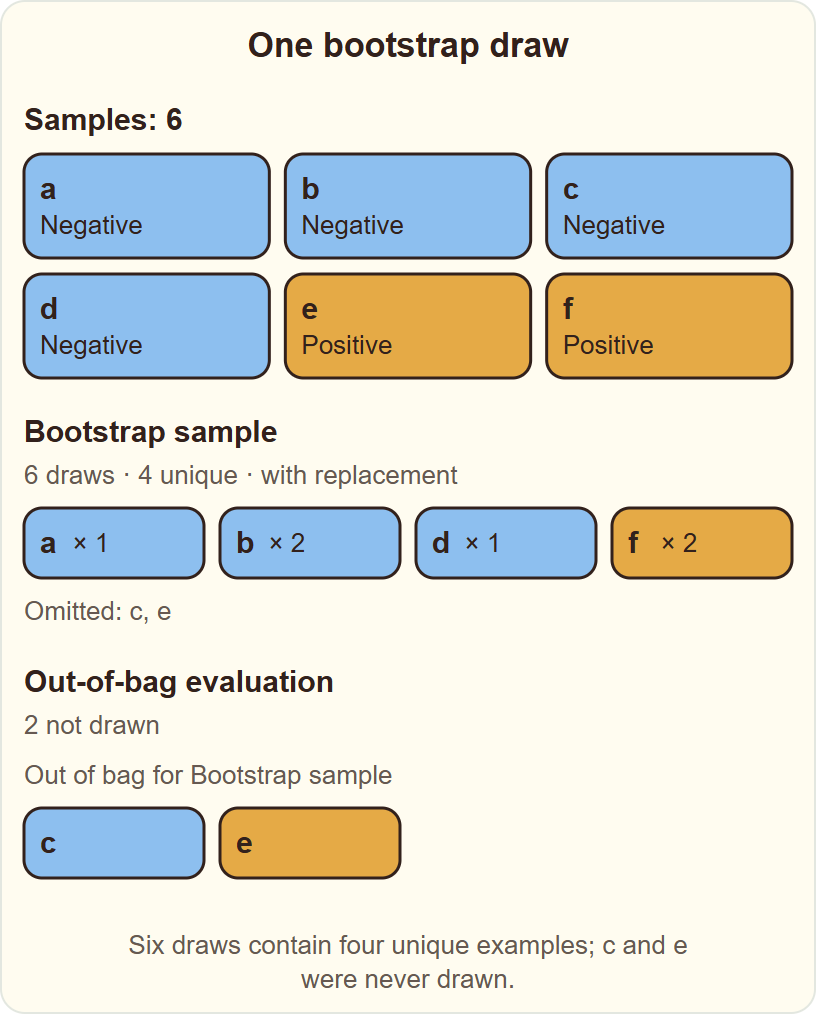 One bootstrap draw
Samples: 6
a
Negative
b
Negative
c
Negative
d
Negative
e
Positive
f
Positive
Bootstrap sample
6 draws · 4 unique · with replacement
a × 1
b × 2
d × 1
f × 2
Omitted: c, e
Out-of-bag evaluation
2 not drawn
Out of bag for Bootstrap sample
c
e
Six draws contain four unique examples; c and e
were never drawn.